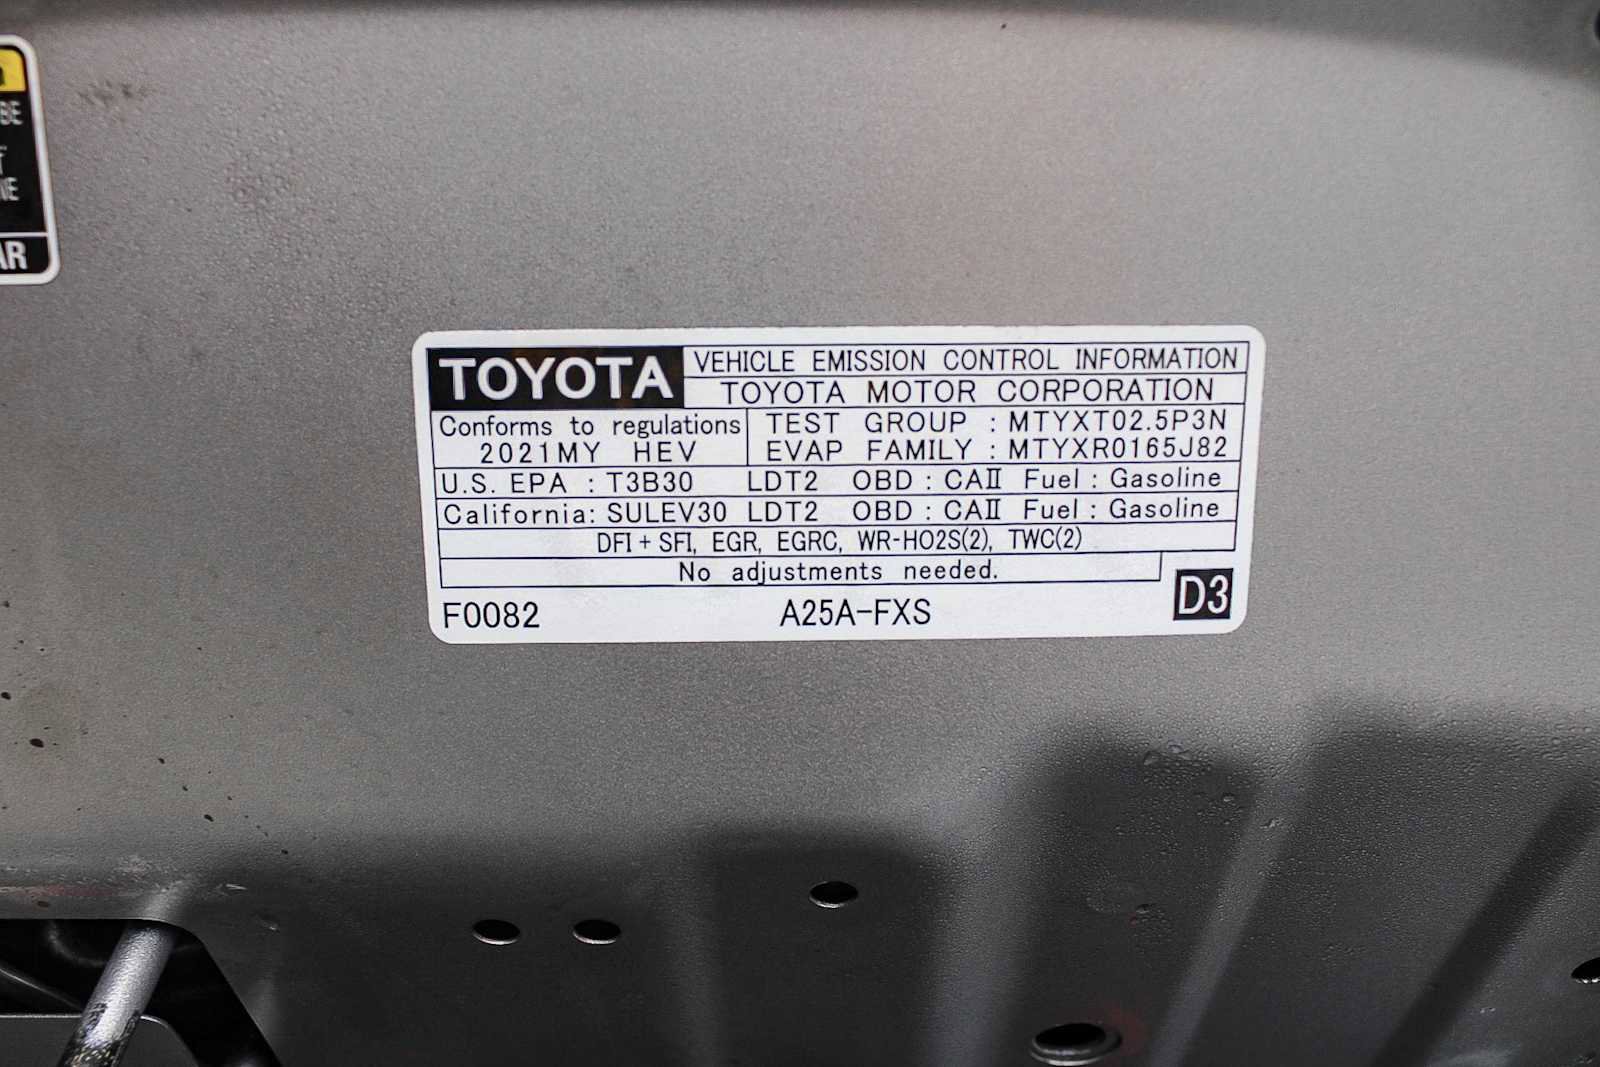 BE
AR
TOYOTA
VEHICLE EMISSION CONTROL INFORMATION
TOYOTA MOTOR CORPORATION
Conforms to regulations
2021MY HEV
TEST GROUP : MTYXT02.5P3N
EVAP FAMILY : MTYXR0165J82
U.S. EPA : T3B30 LDT2 OBD : CAⅡ Fuel : Gasoline
California: SULEV30 LDT2 OBD : CAⅡ Fuel : Gasoline
DFI + SFI, EGR, EGRC, WR-HO2S(2), TWC(2)
No adjustments needed.
F0082 A25A-FXS D3